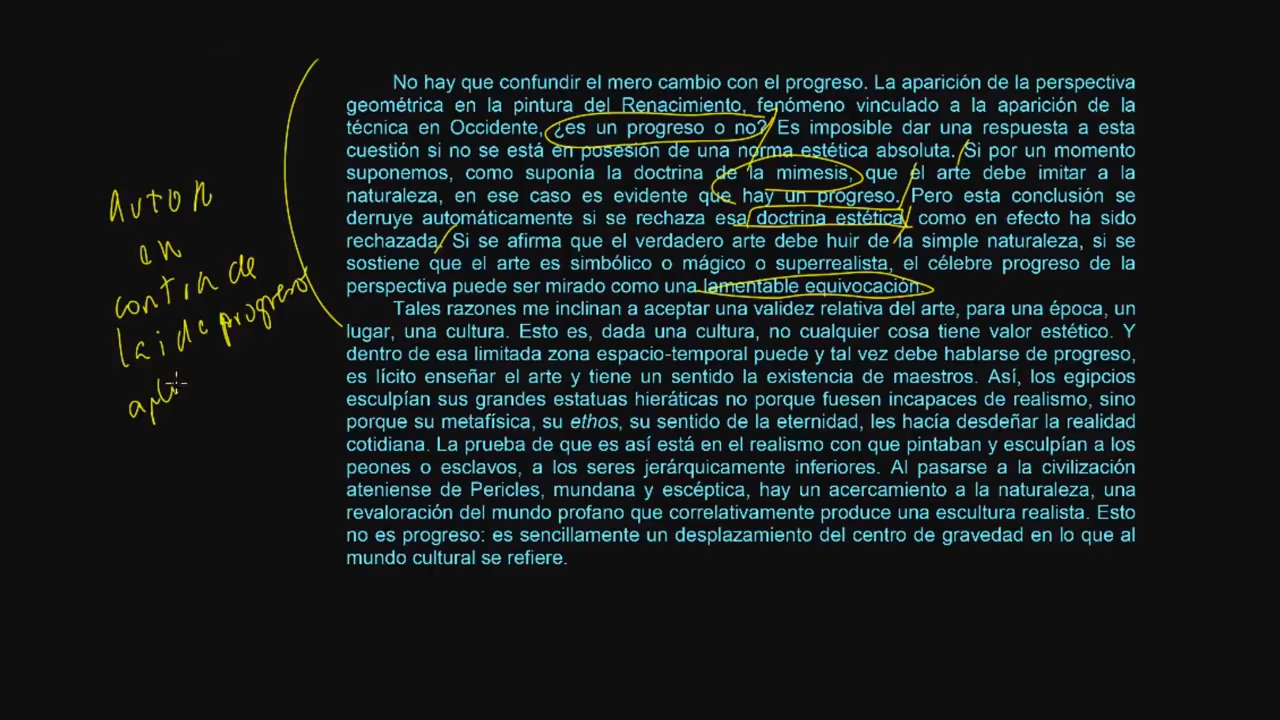 No hay que confundir el mero cambio con el progreso. La aparición de la perspectiva
geométrica en la pintura del Renacimiento, fenómeno vinculado a la aparición de la
técnica en Occidente, ¿es un progreso o no? Es imposible dar una respuesta a esta
cuestión si no se está en posesión de una norma estética absoluta. Si por un momento
suponemos, como suponía la doctrina de la mimesis, que el arte debe imitar a la
naturaleza, en ese caso es evidente que hay un progreso. Pero esta conclusión se
derruye automáticamente si se rechaza esa doctrina estética, como en efecto ha sido
rechazada. Si se afirma que el verdadero arte debe huir de la simple naturaleza, si se
sostiene que el arte es simbólico o mágico o superrealista, el célebre progreso de la
perspectiva puede ser mirado como una lamentable equivocación.
Tales razones me inclinan a aceptar una validez relativa del arte, para una época, un
lugar, una cultura. Esto es, dada una cultura, no cualquier cosa tiene valor estético. Y
dentro de esa limitada zona espacio-temporal puede y tal vez debe hablarse de progreso,
es lícito enseñar el arte y tiene un sentido la existencia de maestros. Así, los egipcios
esculpían sus grandes estatuas hieráticas no porque fuesen incapaces de realismo, sino
porque su metafísica, su ethos, su sentido de la eternidad, les hacía desdeñar la realidad
cotidiana. La prueba de que es así está en el realismo con que pintaban y esculpían a los
peones o esclavos, a los seres jerárquicamente inferiores. Al pasarse a la civilización
ateniense de Pericles, mundana y escéptica, hay un acercamiento a la naturaleza, una
revaloración del mundo profano que correlativamente produce una escultura realista. Esto
no es progreso: es sencillamente un desplazamiento del centro de gravedad en lo que al
mundo cultural se refiere.
Autor
en
contra de
la i de progreso
apli